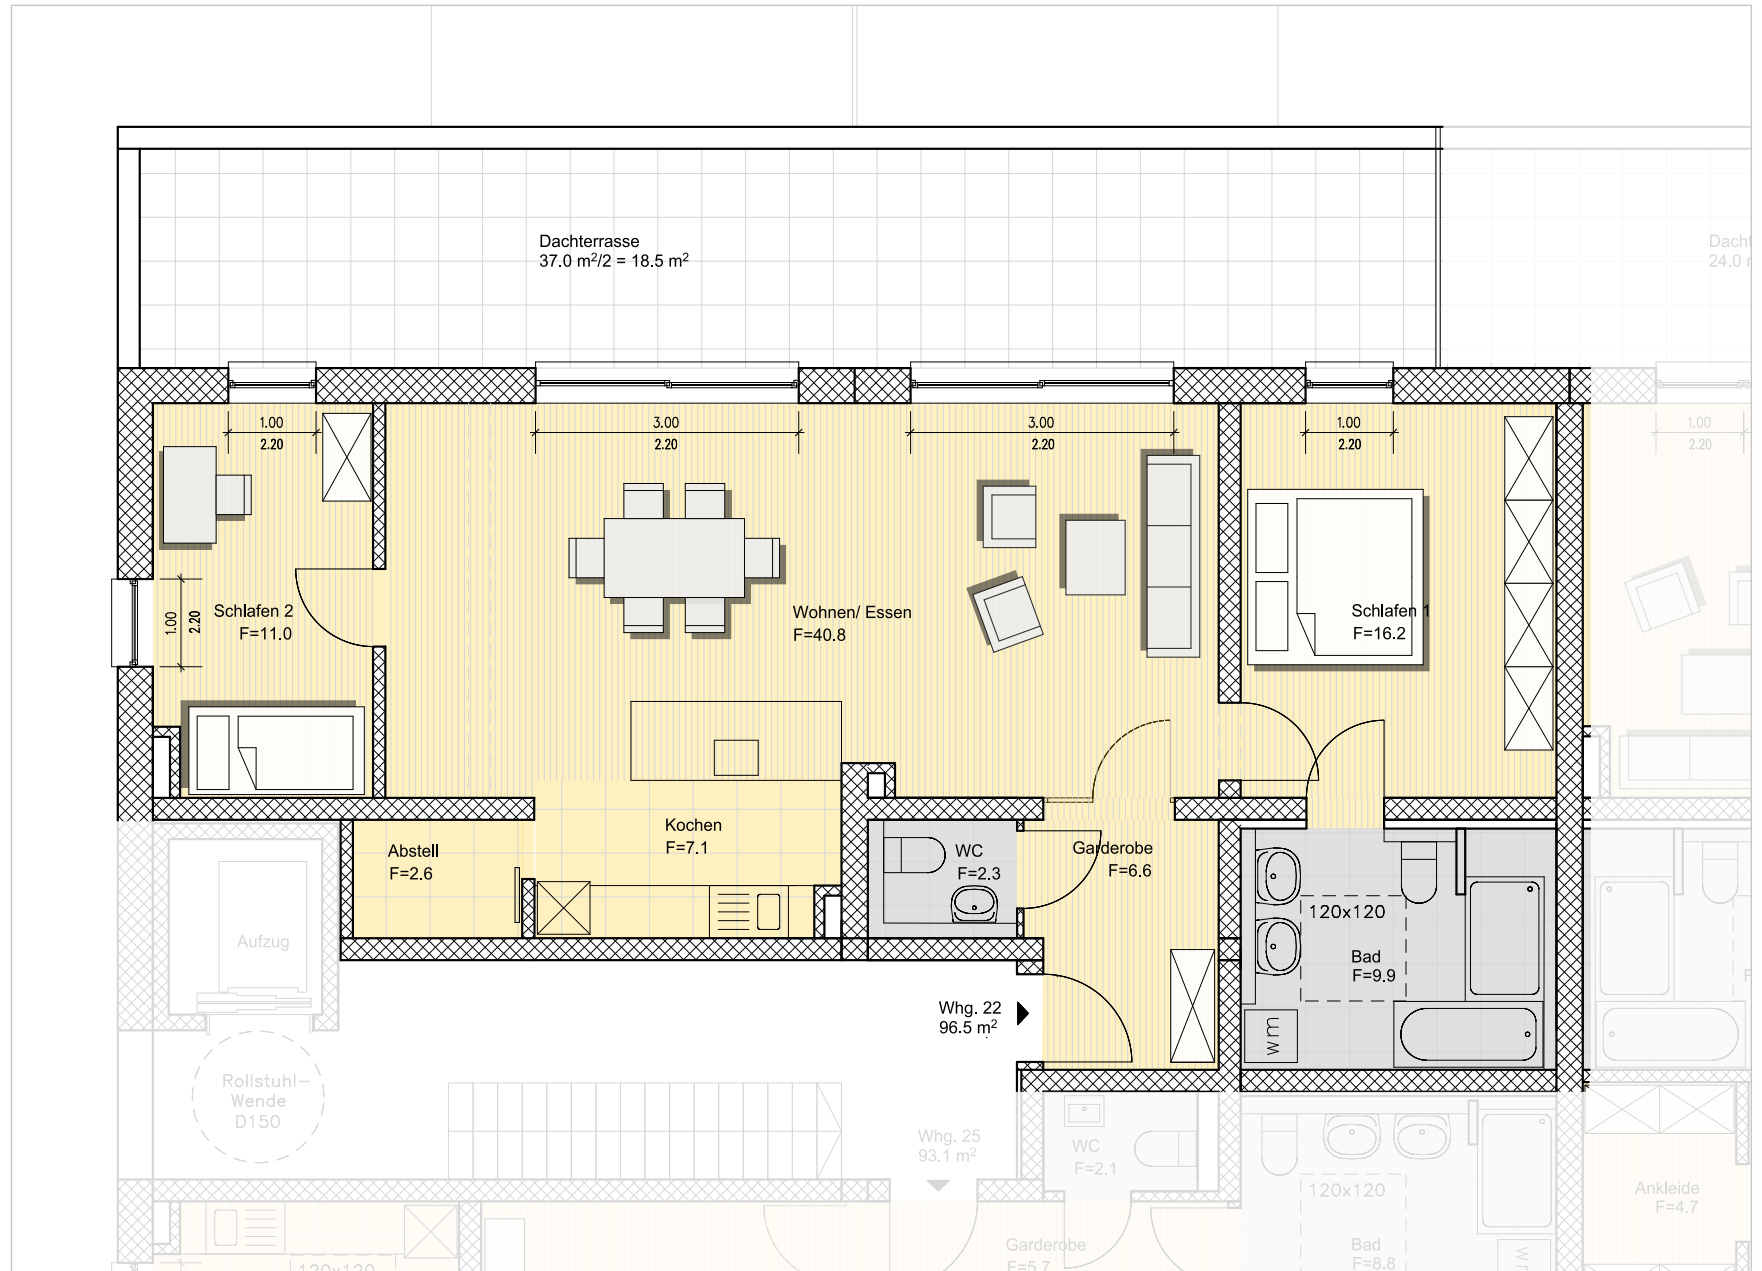 Dachterrasse
37.0 m²/2 = 18.5 m²
Dacht
24.0 m
1.00
2.20
3.00
2.20
3.00
2.20
1.00
2.20
1.00
2.20
1.00
2.20
Schlafen 2
F=11.0
Wohnen/ Essen
F=40.8
Schlafen 1
F=16.2
Kochen
F=7.1
Abstell
F=2.6
WC
F=2.3
Garderobe
F=6.6
120x120
Bad
F=9.9
wm
Aufzug
Whg. 22
96.5 m²
Rollstuhl-
Wende
D150
Whg. 25
93.1 m²
WC
F=2.1
120x120
Ankleide
F=4.7
Garderobe
F=5.7
Bad
F=8.8
120x120